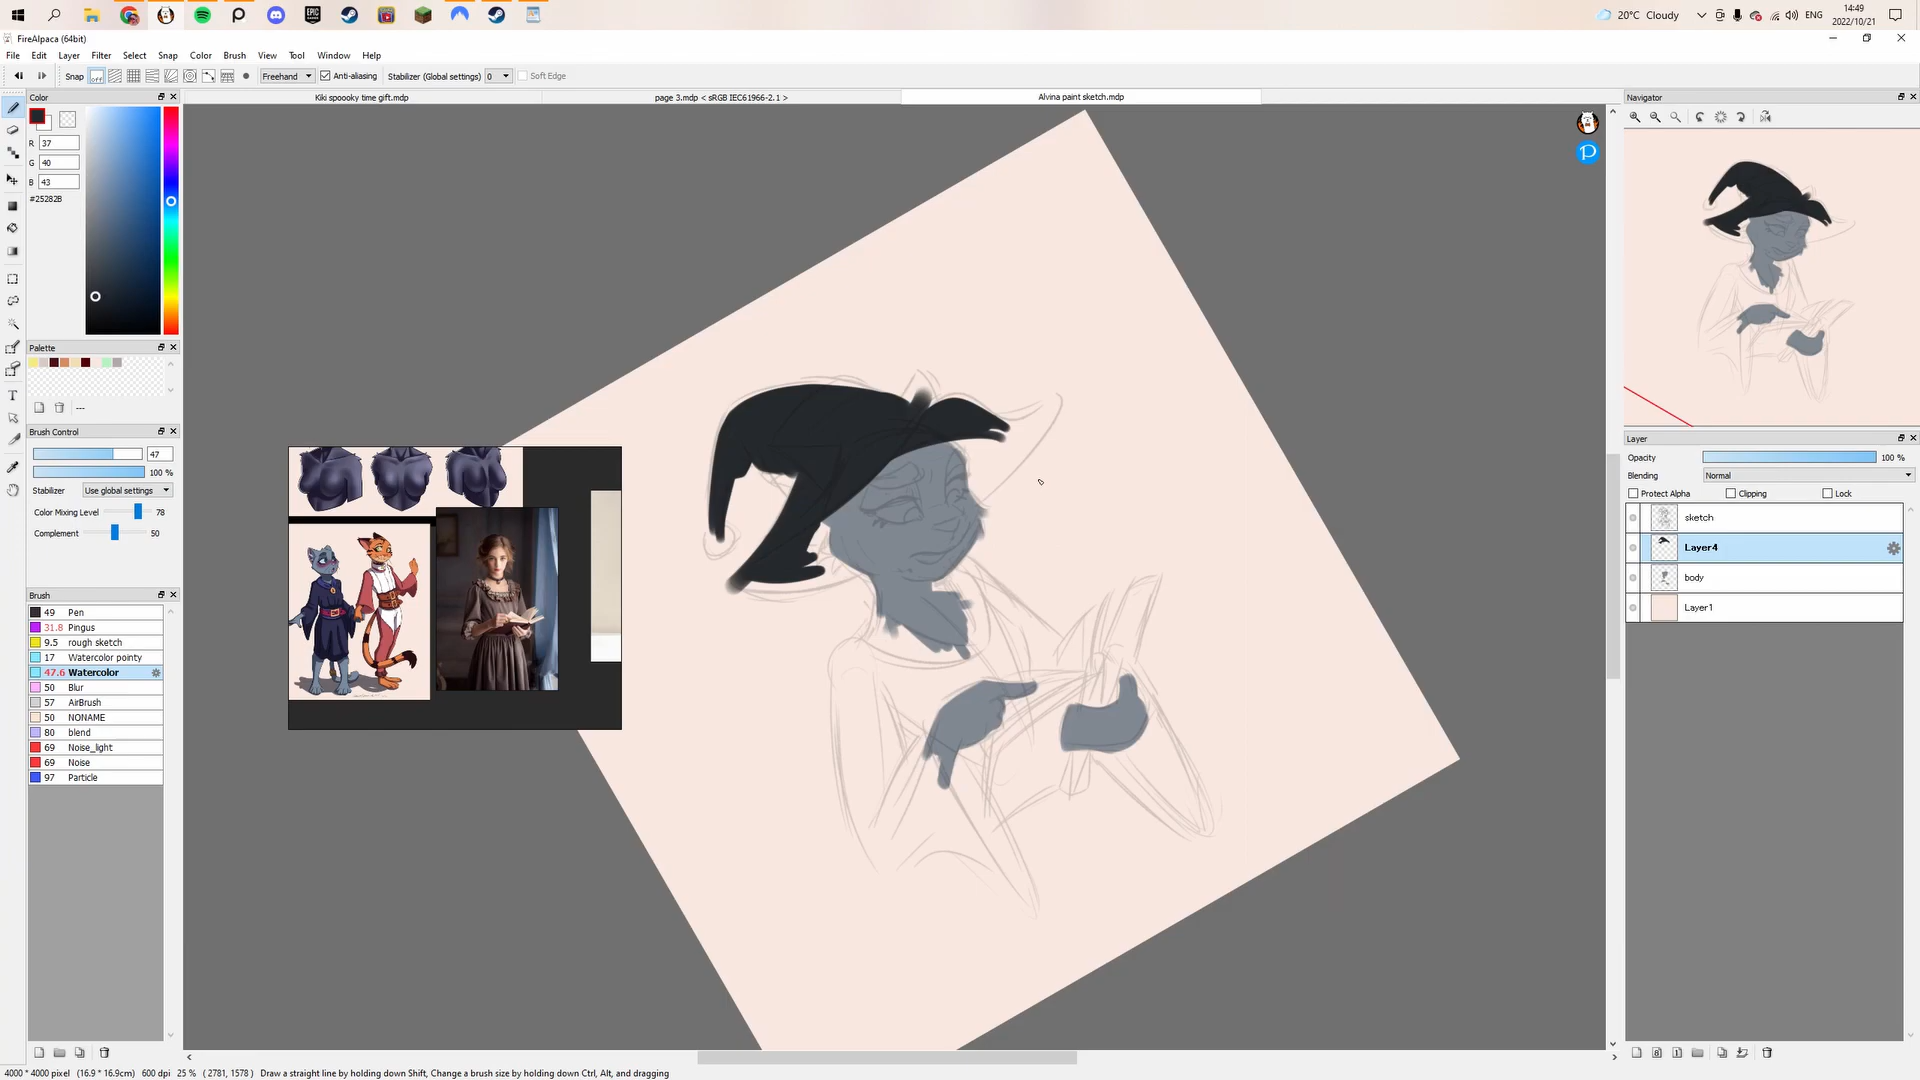 20°C Cloudy
ENG
14:49
2022/10/21
FireAlpaca (64bit)
File Edit Layer Filter Select Snap Color Brush View Tool Window Help
Snap off Freehand Anti-aliasing Stabilizer (Global settings) 0 Soft Edge
Color
Kiki spoooky time gift.mdp
page 3.mdp < sRGB IEC61966-2.1 >
Alvina paint sketch.mdp
Navigator
R 37
G 40
B 43
#25282B
Palette
---
Brush Control
47
100 %
Stabilizer Use global settings
Color Mixing Level 78
Complement 50
Brush
49 Pen
31.8 Pingus
9.5 rough sketch
17 Watercolor pointy
47.6 Watercolor
50 Blur
57 AirBrush
50 NONAME
80 blend
69 Noise_light
69 Noise
97 Particle
Layer
Opacity 100 %
Blending Normal
Protect Alpha Clipping Lock
sketch
Layer4
body
Layer1
4000 * 4000 pixel (16.9 * 16.9cm) 600 dpi 25 % ( 2781, 1578 ) Draw a straight line by holding down Shift, Change a brush size by holding down Ctrl, Alt, and dragging